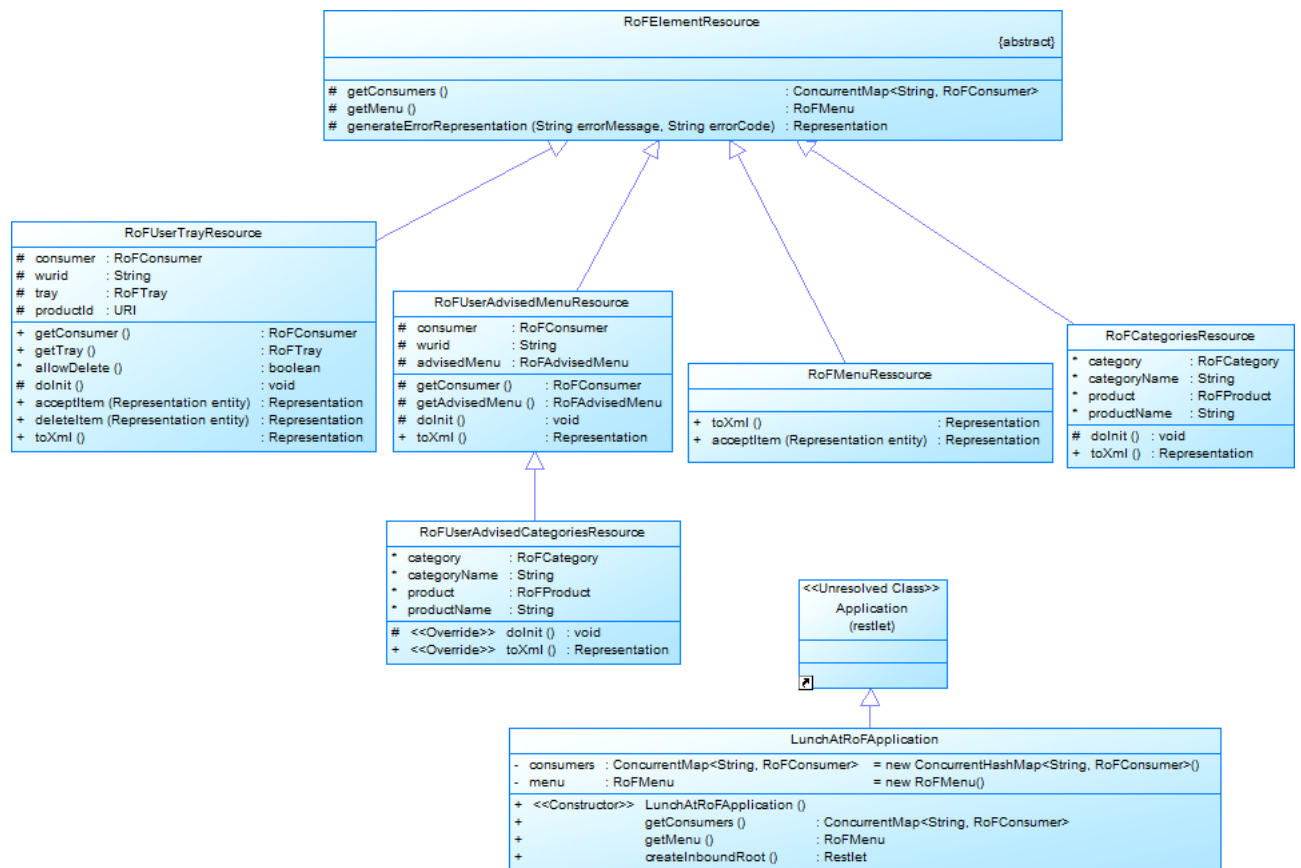 RoFElementResource
{abstract}
# getConsumers () : ConcurrentMap<String, RoFConsumer>
# getMenu () : RoFMenu
# generateErrorRepresentation (String errorMessage, String errorCode) : Representation
RoFUserTrayResource
# consumer : RoFConsumer
# wurid : String
# tray : RoFTray
# productId : URI
+ getConsumer () : RoFConsumer
+ getTray () : RoFTray
* allowDelete () : boolean
# doInit () : void
+ acceptItem (Representation entity) : Representation
+ deleteItem (Representation entity) : Representation
+ toXml () : Representation
RoFUserAdvisedMenuResource
# consumer : RoFConsumer
# wurid : String
# advisedMenu : RoFAdvisedMenu
# getConsumer () : RoFConsumer
# getAdvisedMenu () : RoFAdvisedMenu
# doInit () : void
+ toXml () : Representation
RoFMenuRessource
+ toXml () : Representation
+ acceptItem (Representation entity) : Representation
RoFCategoriesResource
* category : RoFCategory
* categoryName : String
* product : RoFProduct
* productName : String
# doInit () : void
+ toXml () : Representation
RoFUserAdvisedCategoriesResource
* category : RoFCategory
* categoryName : String
* product : RoFProduct
* productName : String
# <<Override>> doInit () : void
+ <<Override>> toXml () : Representation
<<Unresolved Class>>
Application
(restlet)
LunchAtRoFApplication
- consumers : ConcurrentMap<String, RoFConsumer> = new ConcurrentHashMap<String, RoFConsumer>()
- menu : RoFMenu = new RoFMenu()
+ <<Constructor>> LunchAtRoFApplication ()
+ getConsumers () : ConcurrentMap<String, RoFConsumer>
+ getMenu () : RoFMenu
+ createInboundRoot () : Restlet